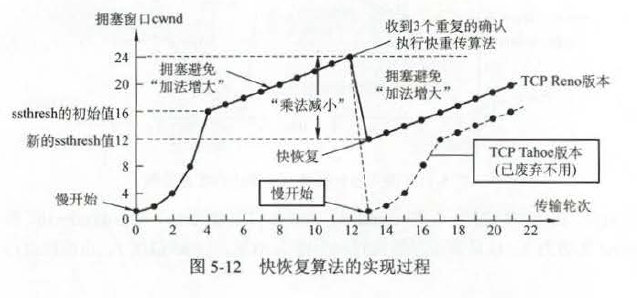 拥塞窗口cwnd
收到3个重复的确认
执行快重传算法
24
拥塞避免
“加法增大”
拥塞避免
“加法增大”
20
TCP Reno版本
ssthresh的初始值16
“乘法减小”
新的ssthresh值12
快恢复
TCP Tahoe版本
(已废弃不用)
8
4
慢开始
慢开始
传输轮次
0
0 2 4 6 8 10 12 14 16 18 20 22
图 5-12 快恢复算法的实现过程